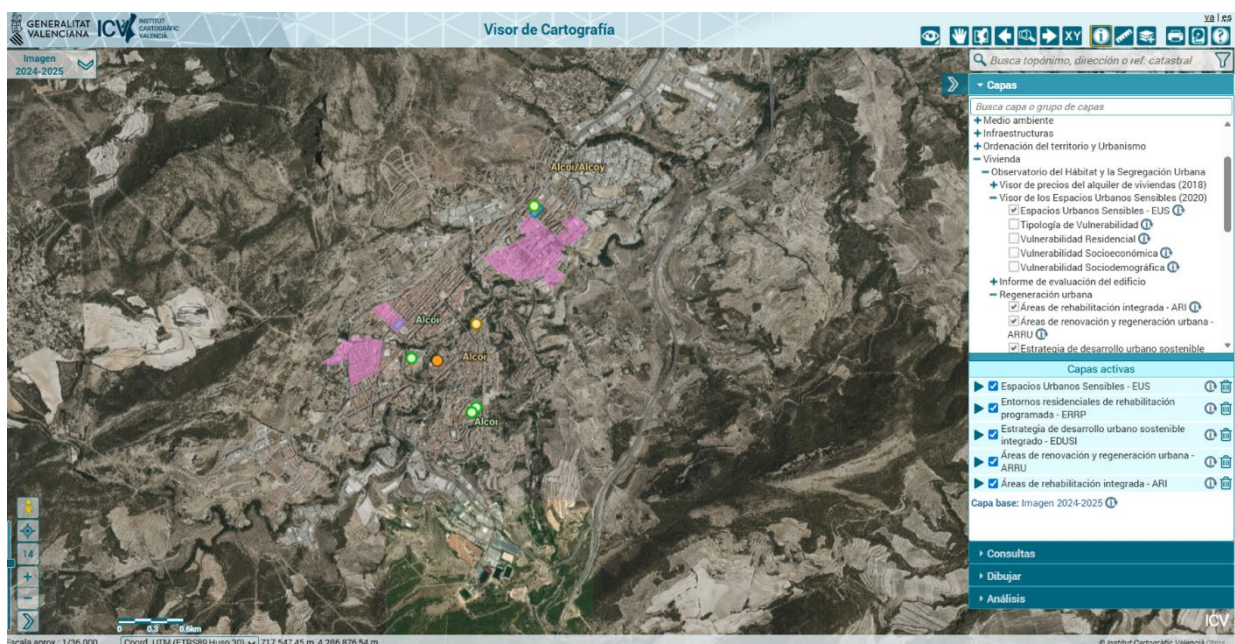 GENERALITAT
VALENCIANA
ICV
INSTITUT
CARTOGRÀFIC
VALENCIÀ
Visor de Cartografía
va | es
XY
Imagen
2024-2025
Busca topónimo, dirección o ref. catastral
Capas
Busca capa o grupo de capas
Medio ambiente
Infraestructuras
Ordenación del territorio y Urbanismo
Vivienda
Observatorio del Hábitat y la Segregación Urbana
Visor de precios del alquiler de viviendas (2018)
Visor de los Espacios Urbanos Sensibles (2020)
Espacios Urbanos Sensibles - EUS
Tipología de Vulnerabilidad
Vulnerabilidad Residencial
Vulnerabilidad Socioeconómica
Vulnerabilidad Sociodemográfica
Informe de evaluación del edificio
Regeneración urbana
Áreas de rehabilitación integrada - ARI
Áreas de renovación y regeneración urbana -
ARRU
Estrategia de desarrollo urbano sostenible
Alcoi/Alcoy
Alcoi
Alcoi
Alcoi
Capas activas
Espacios Urbanos Sensibles - EUS
Entornos residenciales de rehabilitación
programada - ERRP
Estrategia de desarrollo urbano sostenible
integrado - EDUSI
Áreas de renovación y regeneración urbana -
ARRU
Áreas de rehabilitación integrada - ARI
Capa base: Imagen 2024-2025
Consultas
Dibujar
Análisis
14
0 0.3 0.6km
ICV
Escala aprox.: 1/36.000
Coord. UTM (ETRS89 Huso 30)
717.547,45 m, 4.286.876,54 m
© Institut Cartogràfic Valencià